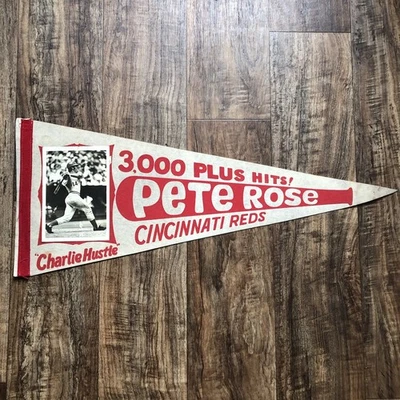 3,000 PLUS HITS!
PETE ROSE
CINCINNATI REDS
"Charlie Hustle"